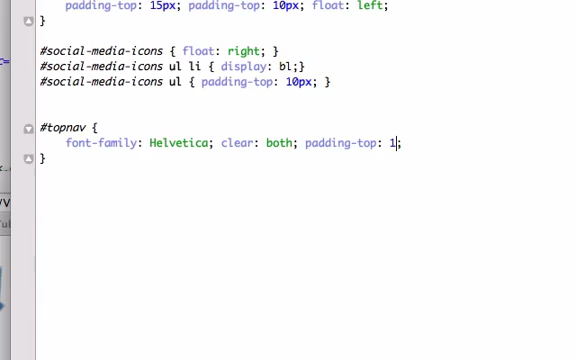 padding-top: 15px; padding-top: 10px; float: left;
}
#social-media-icons { float: right; }
#social-media-icons ul li { display: bl;}
#social-media-icons ul { padding-top: 10px; }
#topnav {
font-family: Helvetica; clear: both; padding-top: 1;
}